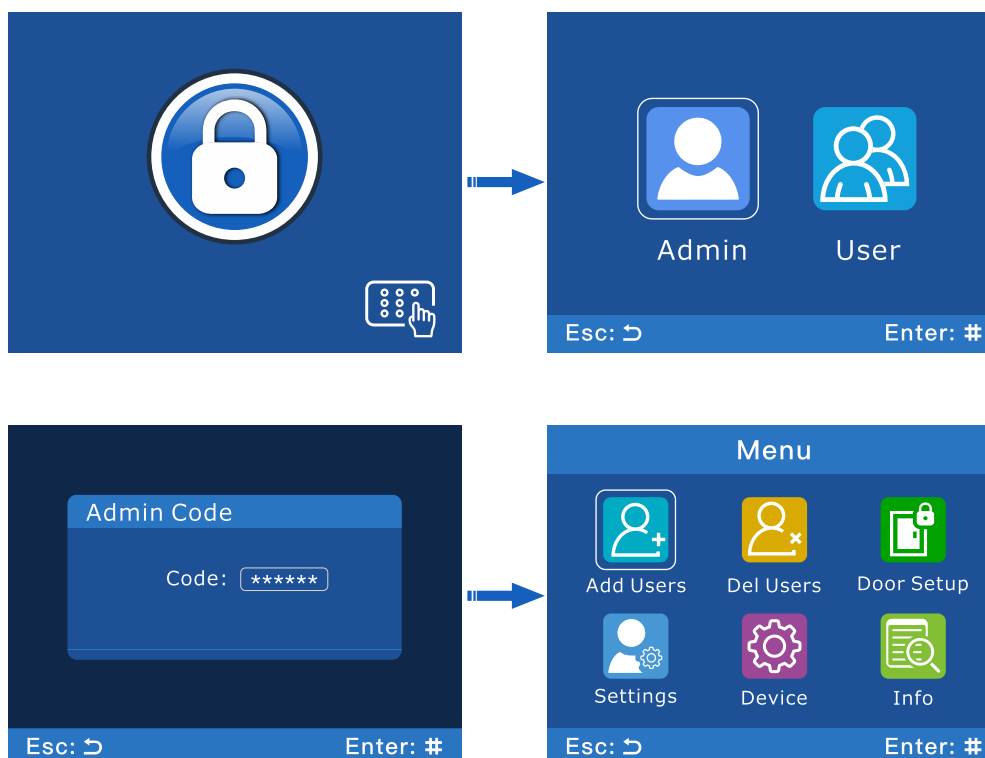 Admin User
Esc: ⮌ Enter: #
Admin Code
Code: ******
Esc: ⮌ Enter: #
Menu
Add Users Del Users Door Setup
Settings Device Info
Esc: ⮌ Enter: #